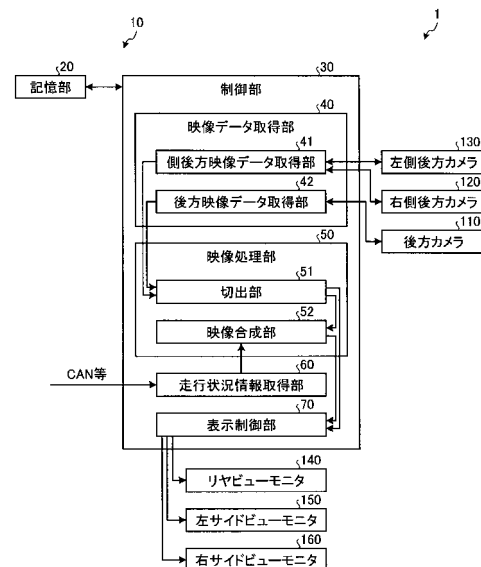 10
1
20
記憶部
30
制御部
40
映像データ取得部
41
側後方映像データ取得部
42
後方映像データ取得部
130
左側後方カメラ
120
右側後方カメラ
110
後方カメラ
50
映像処理部
51
切出部
52
映像合成部
60
CAN等
走行状況情報取得部
70
表示制御部
140
リヤビューモニタ
150
左サイドビューモニタ
160
右サイドビューモニタ